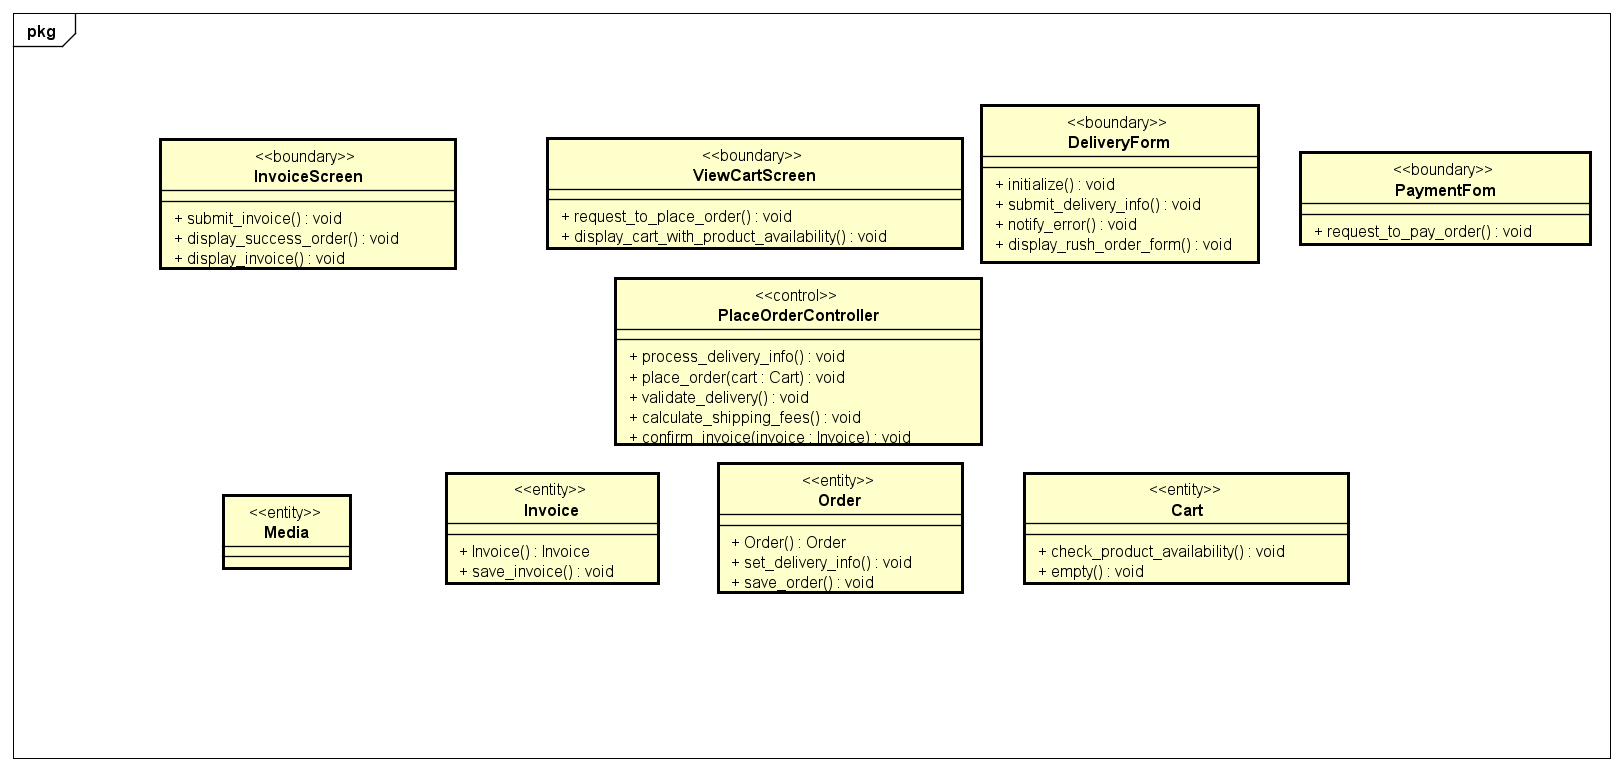 pkg
<<boundary>>
InvoiceScreen
+ submit_invoice() : void
+ display_success_order() : void
+ display_invoice() : void
<<boundary>>
ViewCartScreen
+ request_to_place_order() : void
+ display_cart_with_product_availability() : void
<<boundary>>
DeliveryForm
+ initialize() : void
+ submit_delivery_info() : void
+ notify_error() : void
+ display_rush_order_form() : void
<<boundary>>
PaymentFom
+ request_to_pay_order() : void
<<control>>
PlaceOrderController
+ process_delivery_info() : void
+ place_order(cart : Cart) : void
+ validate_delivery() : void
+ calculate_shipping_fees() : void
+ confirm_invoice(invoice : Invoice) : void
<<entity>>
Media
<<entity>>
Invoice
+ Invoice() : Invoice
+ save_invoice() : void
<<entity>>
Order
+ Order() : Order
+ set_delivery_info() : void
+ save_order() : void
<<entity>>
Cart
+ check_product_availability() : void
+ empty() : void